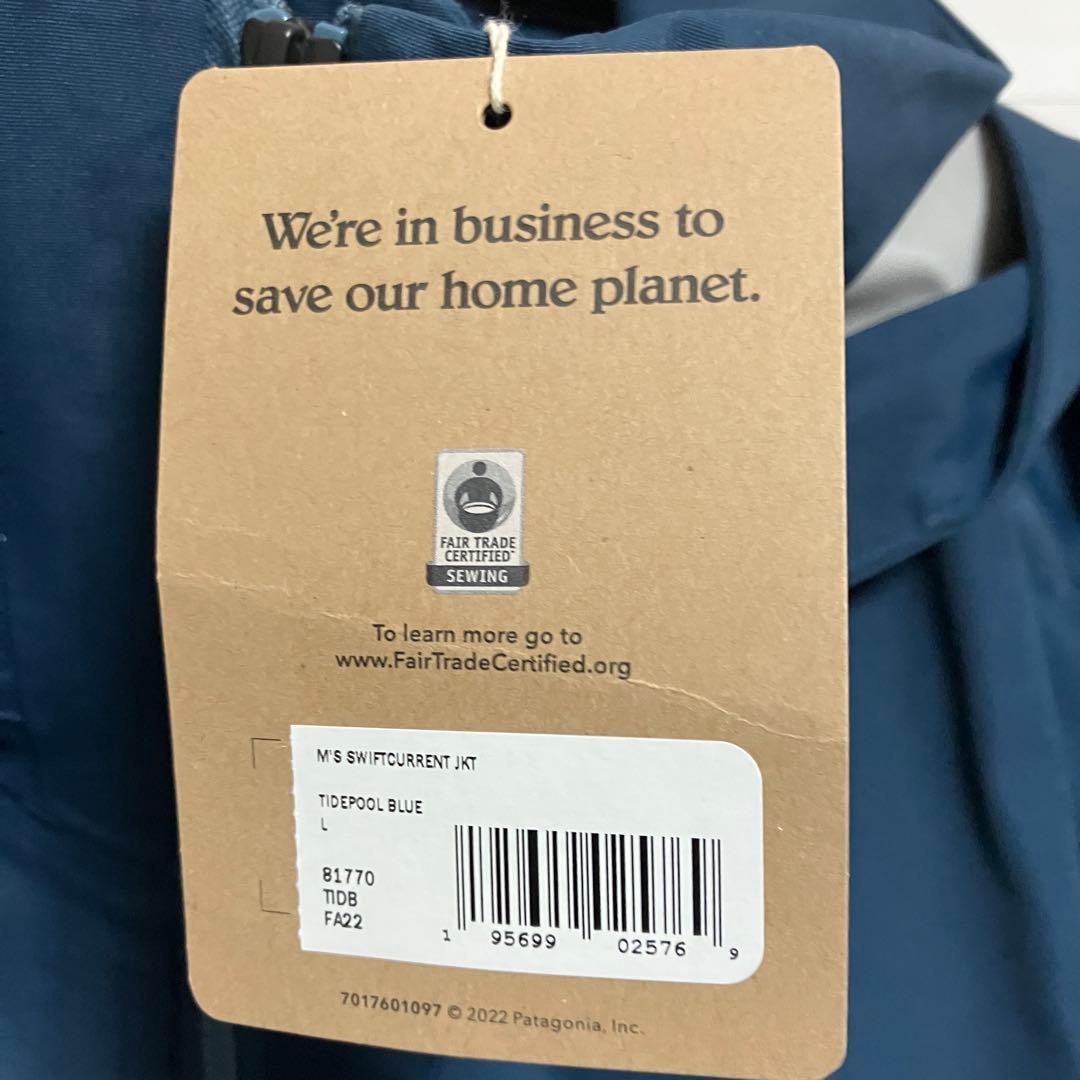 We're in business to
save our home planet.
FAIR TRADE
CERTIFIED™
SEWING
To learn more go to
www.FairTradeCertified.org
M'S SWIFTCURRENT JKT
TIDEPOOL BLUE
L
81770
TIDB
FA22
1 95699 02576 9
7017601097 © 2022 Patagonia, Inc.